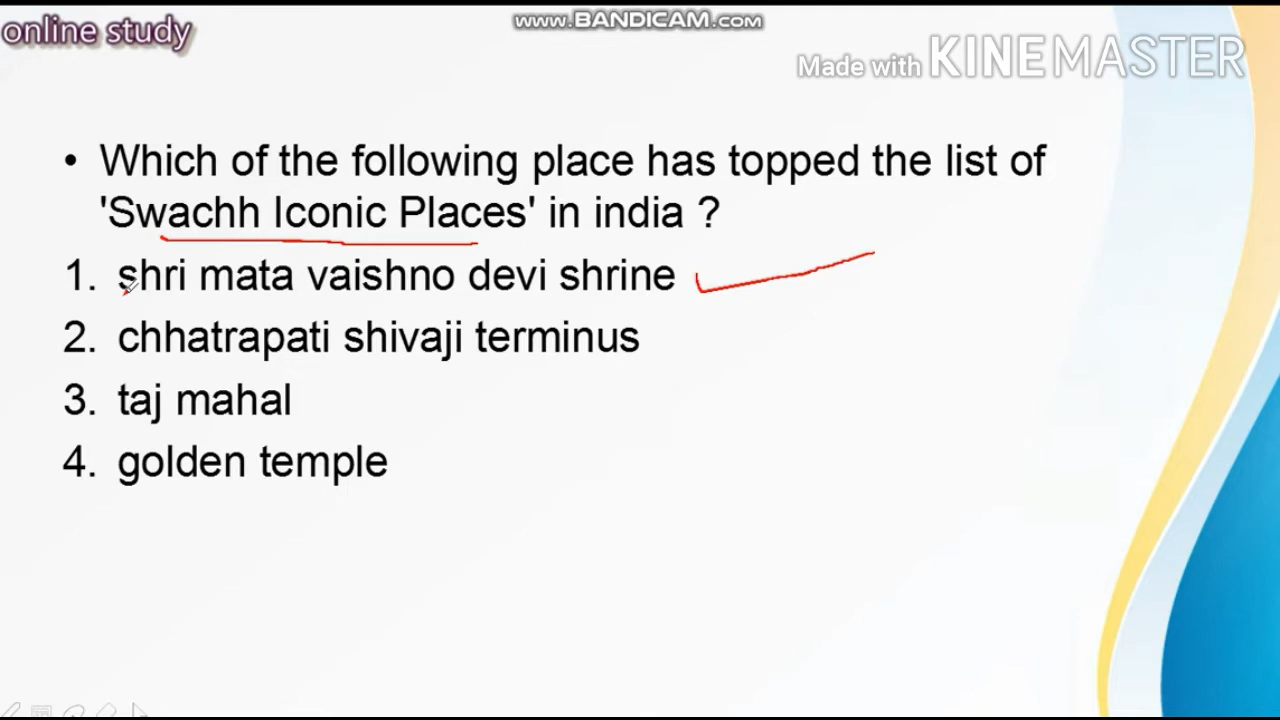 online study
www.BANDICAM.com
Made with KINEMASTER
• Which of the following place has topped the list of
'Swachh Iconic Places' in india ?
1. shri mata vaishno devi shrine
2. chhatrapati shivaji terminus
3. taj mahal
4. golden temple